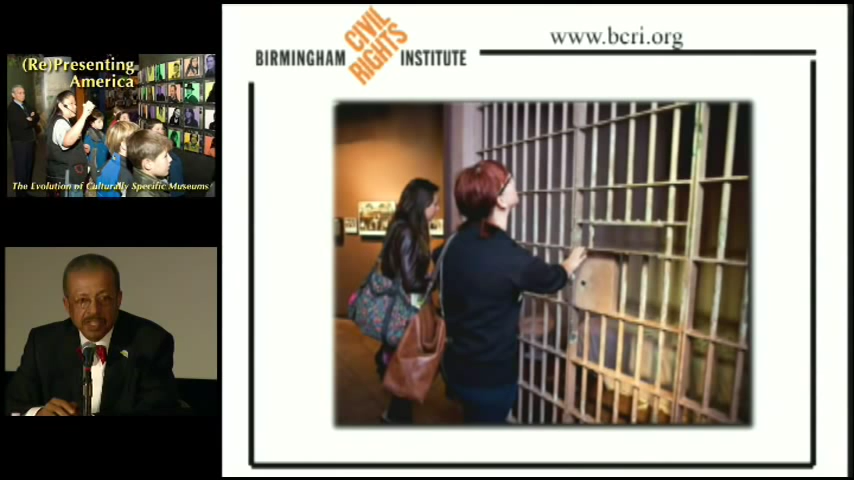 (Re)Presenting
America
The Evolution of Culturally Specific Museums
BIRMINGHAM CIVIL RIGHTS INSTITUTE
www.bcri.org